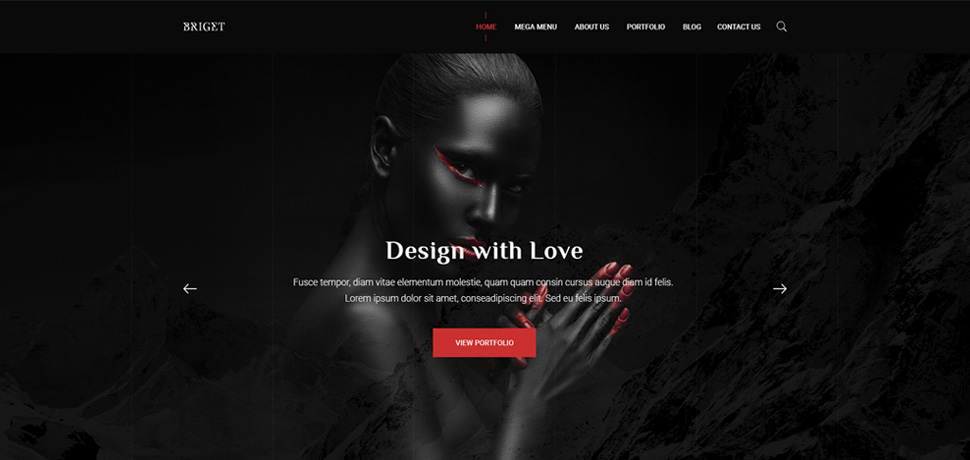 BRIGET
HOME MEGA MENU ABOUT US PORTFOLIO BLOG CONTACT US
Design with Love
Fusce tempor, diam vitae elementum molestie, quam quam consin cursus augue diam id felis.
Lorem ipsum dolor sit amet, conseadipiscing elit. Sed eu felis ipsum.
VIEW PORTFOLIO